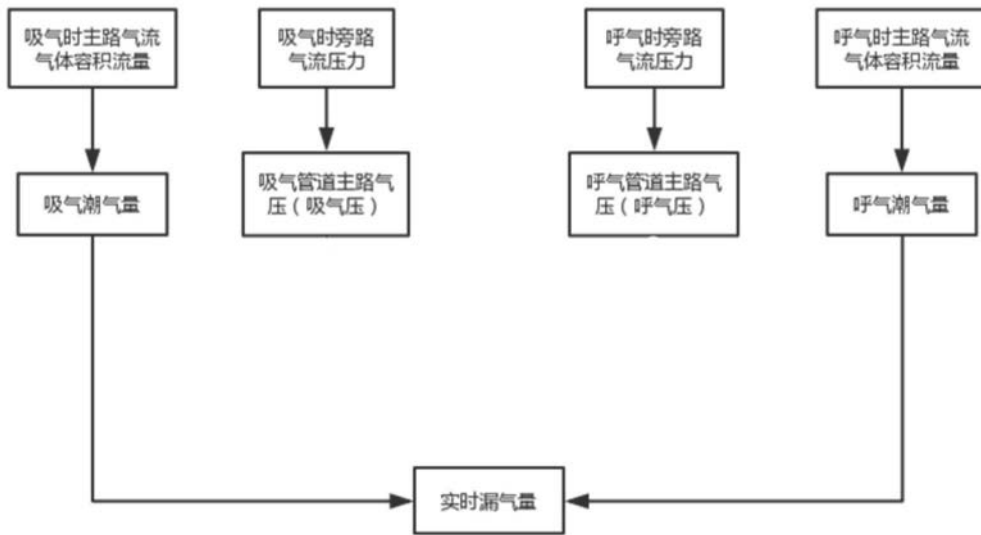 吸气时主路气流
气体容积流量
吸气时旁路
气流压力
呼气时旁路
气流压力
呼气时主路气流
气体容积流量
吸气潮气量
吸气管道主路气
压（吸气压）
呼气管道主路气
压（呼气压）
呼气潮气量
实时漏气量